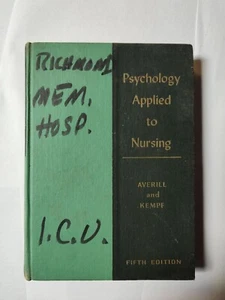 RICHMOND
MEM.
HOSP.
I.C.U.
Psychology
Applied
to
Nursing
AVERILL
and
KEMPF
FIFTH EDITION